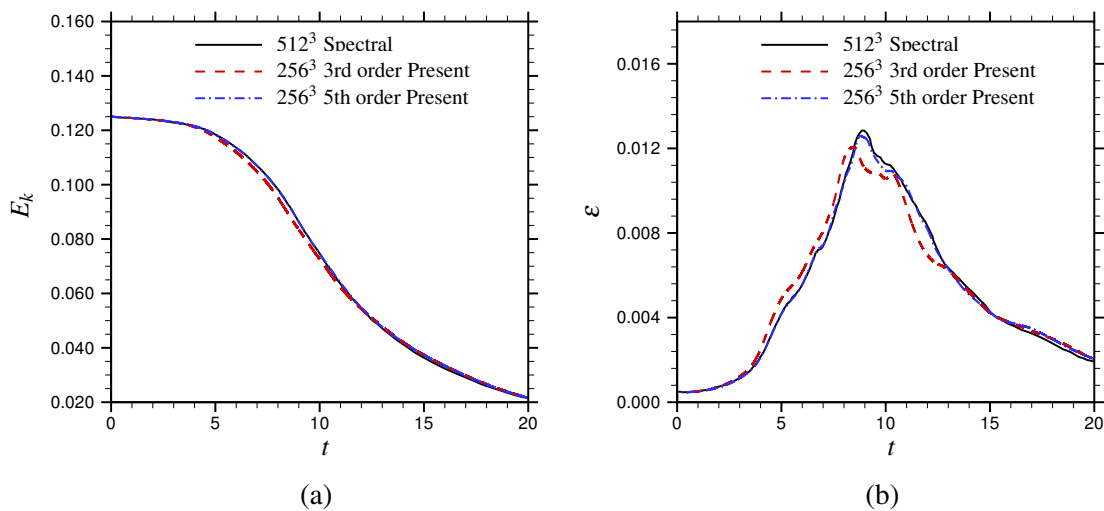 0.160
0.140
0.120
0.100
0.080
0.060
0.040
0.020
E_k
512³ Spectral
256³ 3rd order Present
256³ 5th order Present
0 5 10 15 20
t
(a)
0.016
0.012
0.008
0.004
0.000
ε
512³ Spectral
256³ 3rd order Present
256³ 5th order Present
0 5 10 15 20
t
(b)